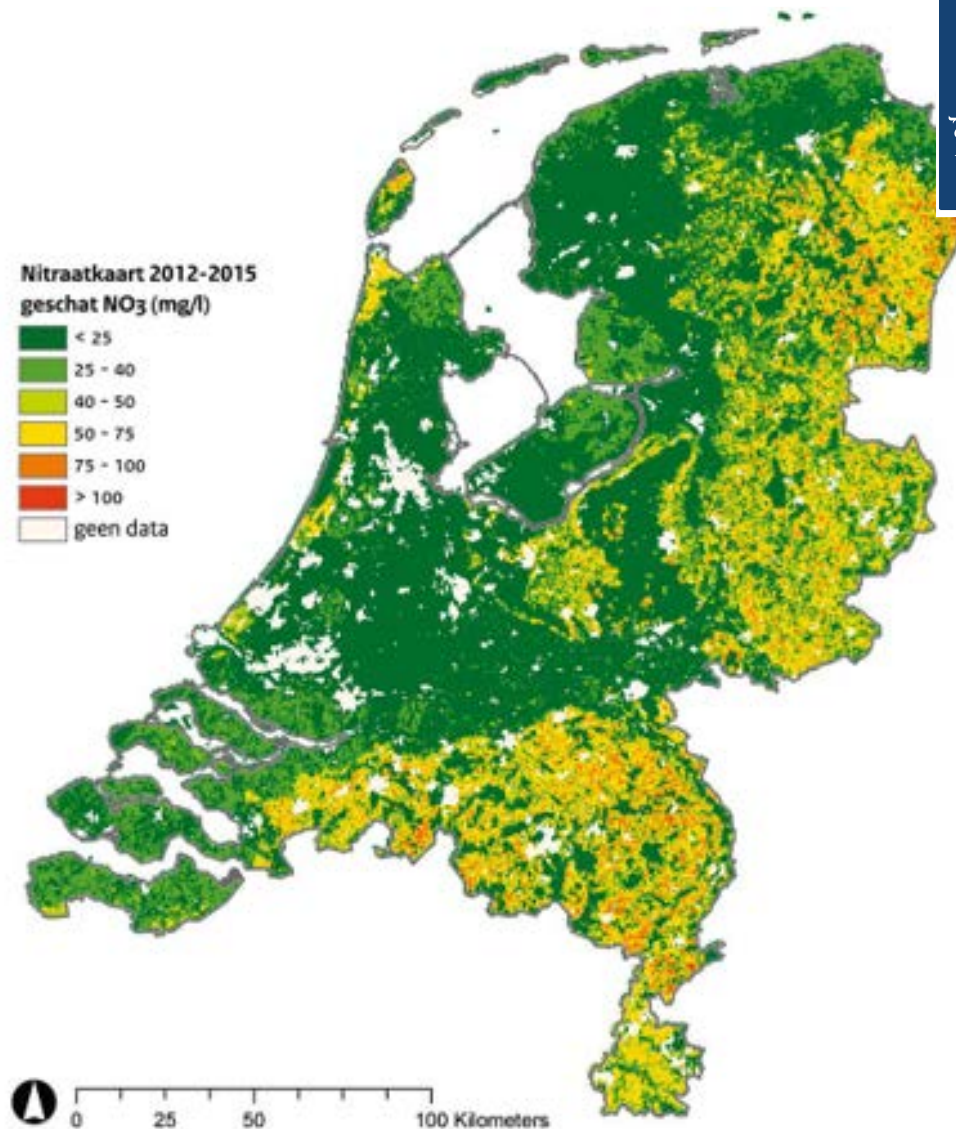 Nitraatkaart 2012-2015
geschat NO3 (mg/l)
< 25
25 - 40
40 - 50
50 - 75
75 - 100
> 100
geen data
0 25 50 100 Kilometers